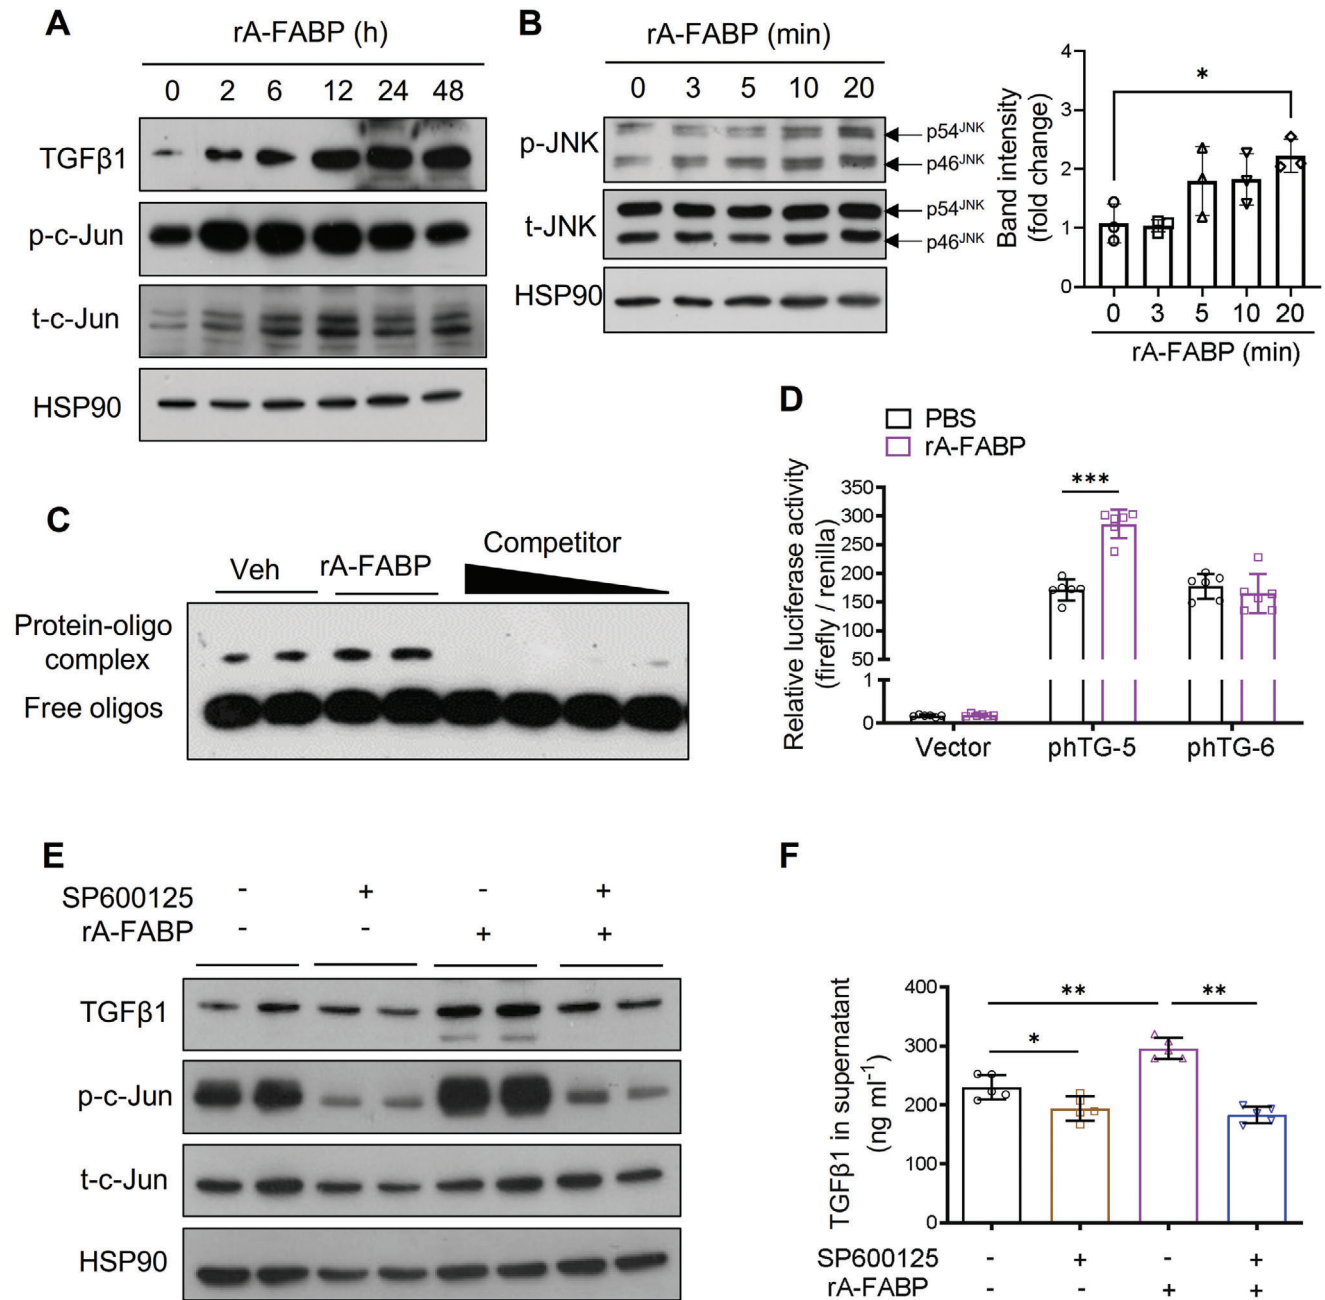 A
rA-FABP (h)
0 2 6 12 24 48
TGFβ1
p-c-Jun
t-c-Jun
HSP90
B
rA-FABP (min)
0 3 5 10 20
p-JNK
p54JNK
p46JNK
t-JNK
p54JNK
p46JNK
HSP90
Band intensity
(fold change)
4
3
2
1
0
*
0 3 5 10 20
rA-FABP (min)
C
Veh
rA-FABP
Competitor
Protein-oligo
complex
Free oligos
D
PBS
rA-FABP
Relative luciferase activity
(firefly / renilla)
350
300
250
200
150
100
50
1
0
***
Vector phTG-5 phTG-6
E
SP600125 - + - +
rA-FABP - - + +
TGFβ1
p-c-Jun
t-c-Jun
HSP90
F
TGFβ1 in supernatant
(ng ml-1)
400
300
200
100
0
** **
*
SP600125 - + - +
rA-FABP - - + +